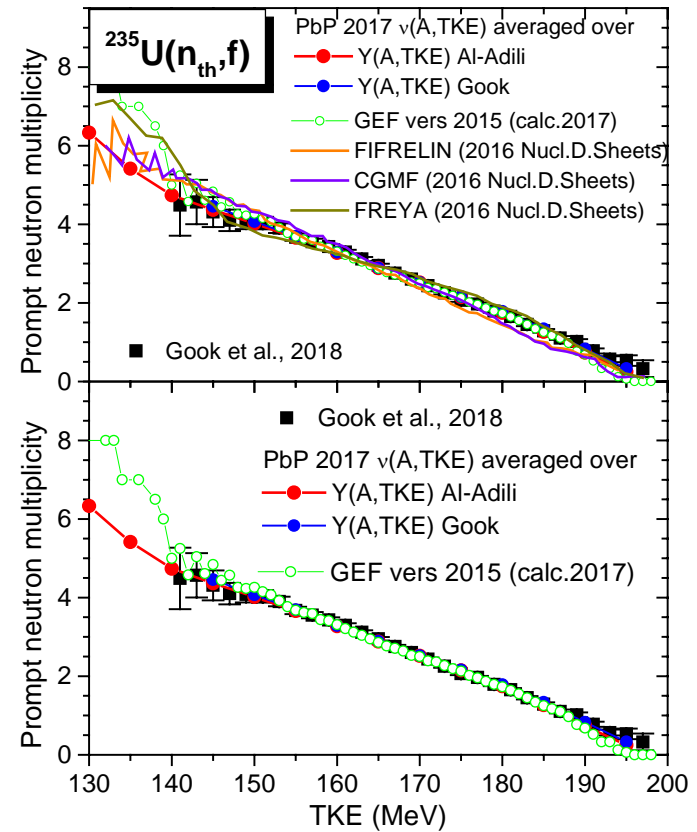 ²³⁵U(nₜₕ,f)
PbP 2017 ν(A,TKE) averaged over
Y(A,TKE) Al-Adili
Y(A,TKE) Gook
GEF vers 2015 (calc.2017)
FIFRELIN (2016 Nucl.D.Sheets)
CGMF (2016 Nucl.D.Sheets)
FREYA (2016 Nucl.D.Sheets)
Gook et al., 2018
Prompt neutron multiplicity
8
6
4
2
0
Gook et al., 2018
PbP 2017 ν(A,TKE) averaged over
Y(A,TKE) Al-Adili
Y(A,TKE) Gook
GEF vers 2015 (calc.2017)
Prompt neutron multiplicity
8
6
4
2
0
130 140 150 160 170 180 190 200
TKE (MeV)